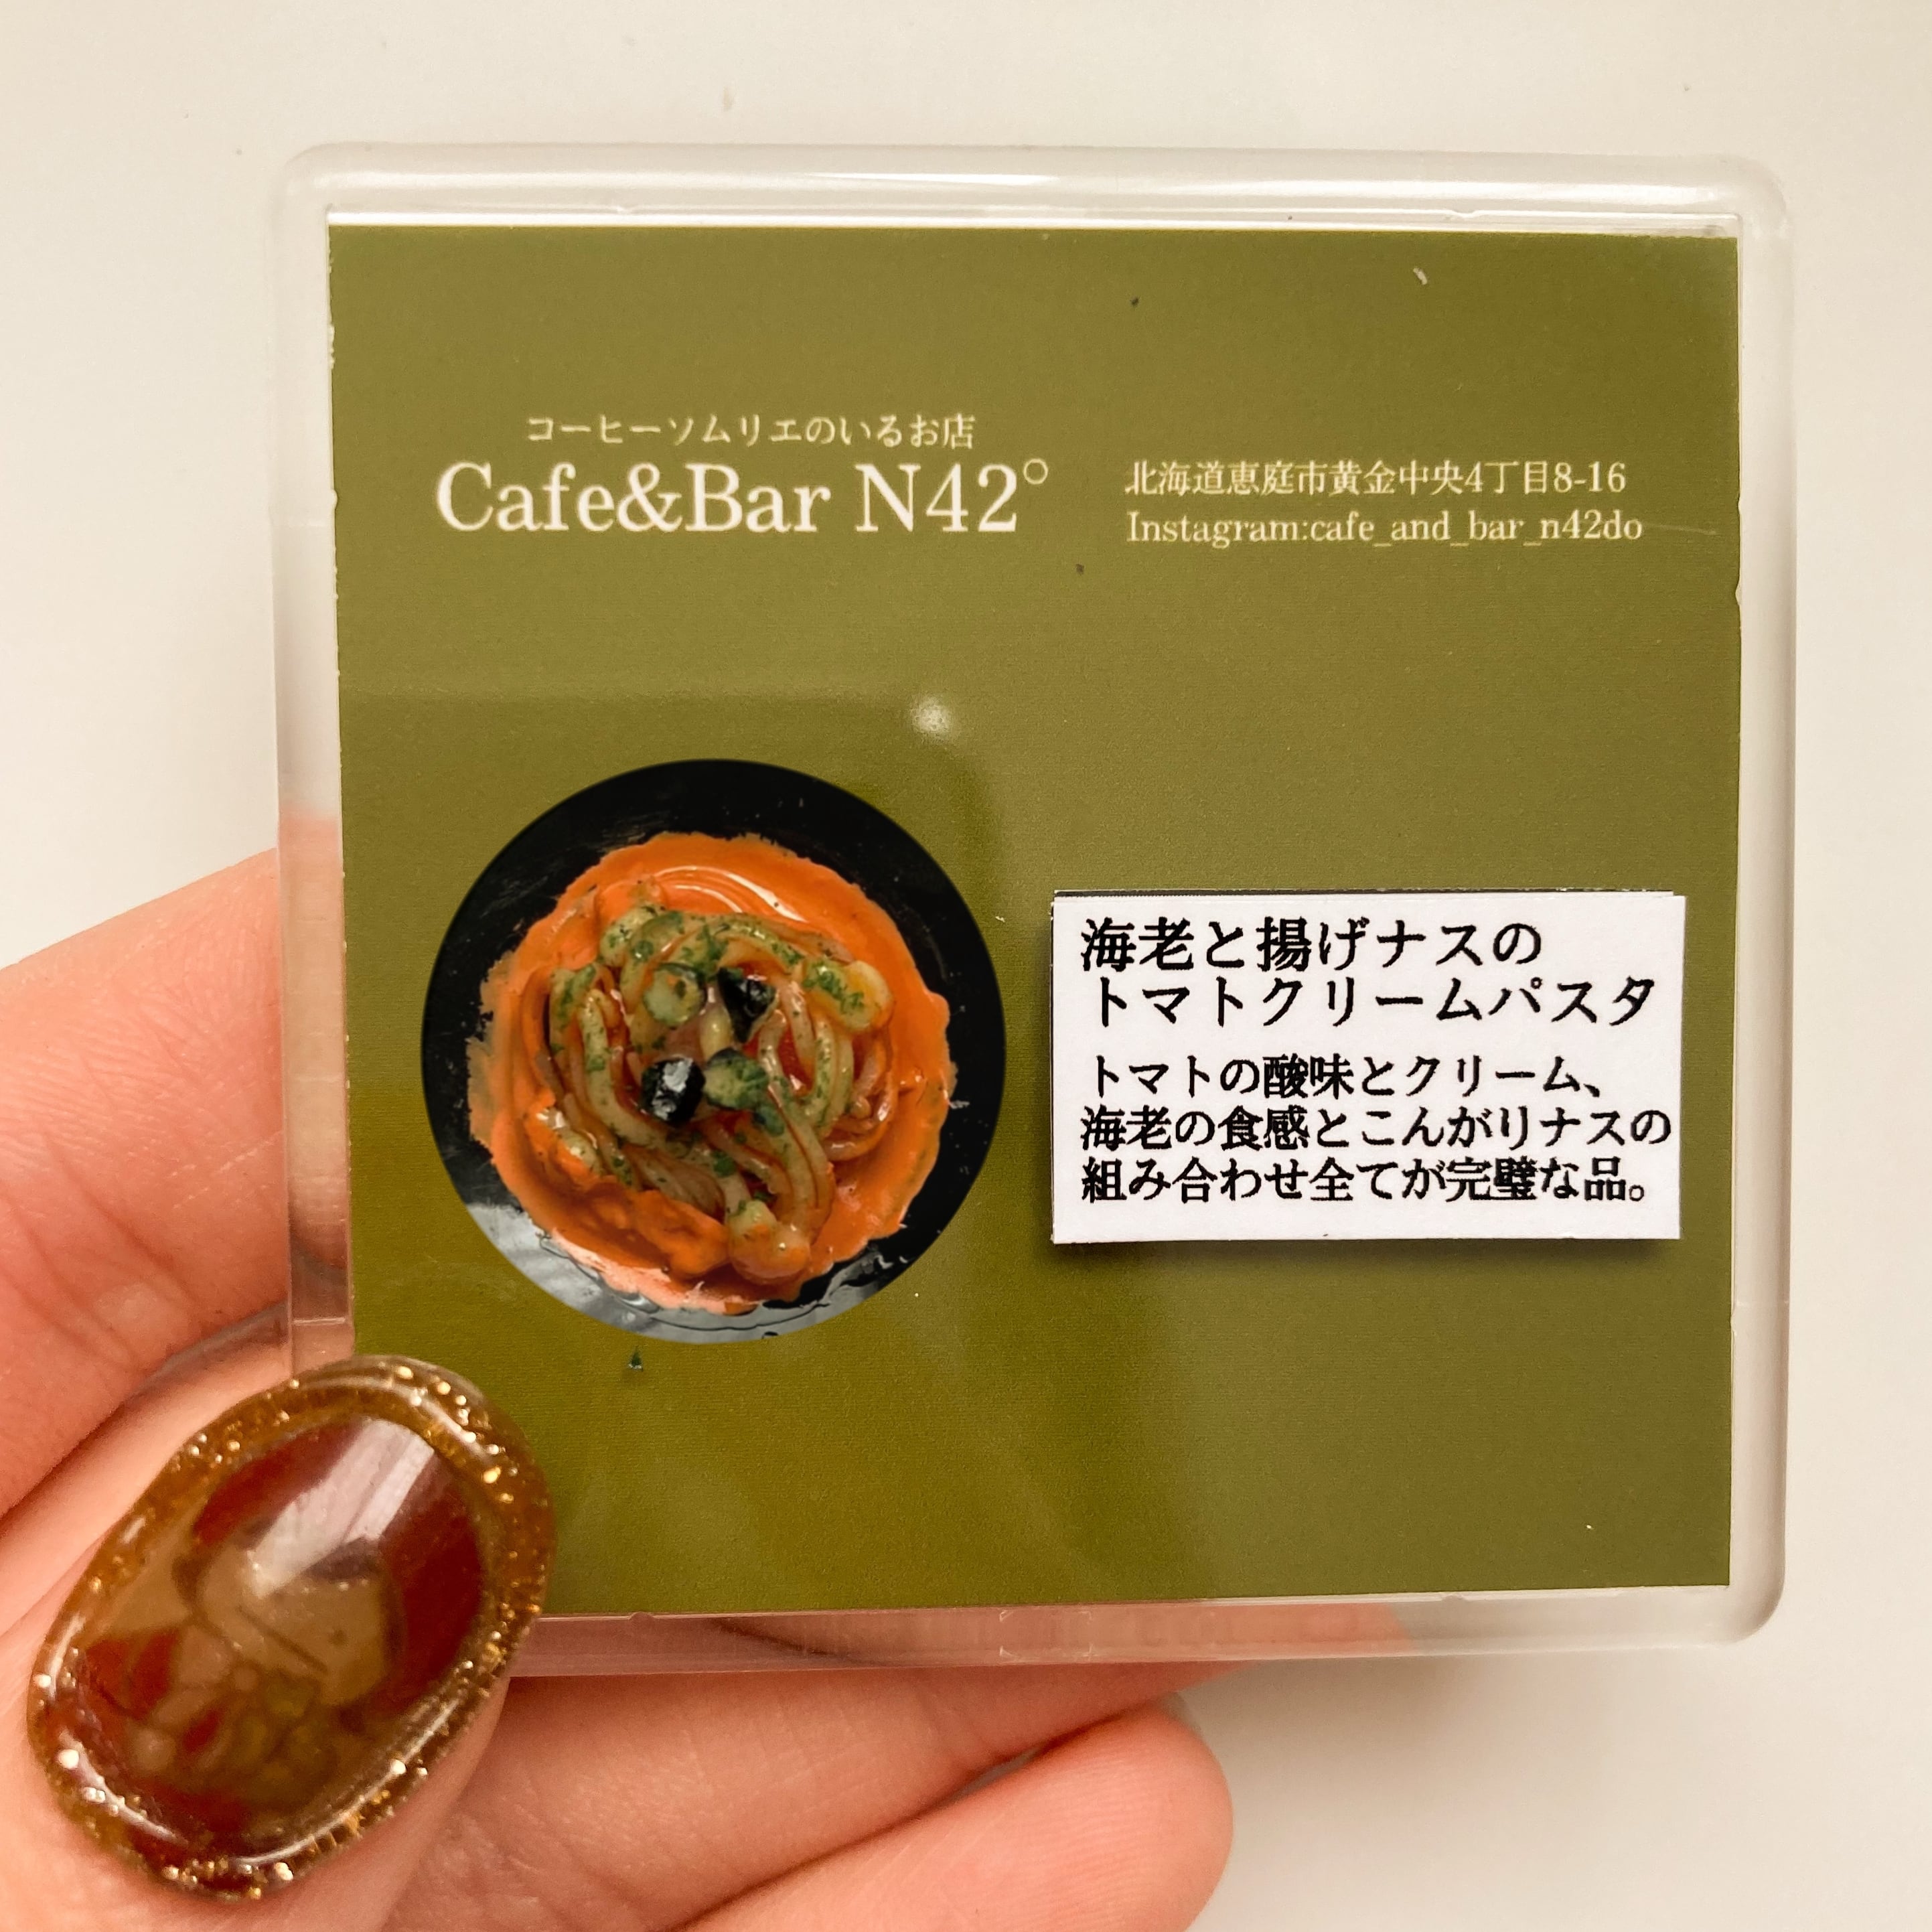 コーヒーソムリエのいるお店
Cafe&Bar N42°
北海道恵庭市黄金中央4丁目8-16
Instagram:cafe_and_bar_n42do
海老と揚げナスの
トマトクリームパスタ
トマトの酸味とクリーム、
海老の食感とこんがりナスの
組み合わせ全てが完璧な品。